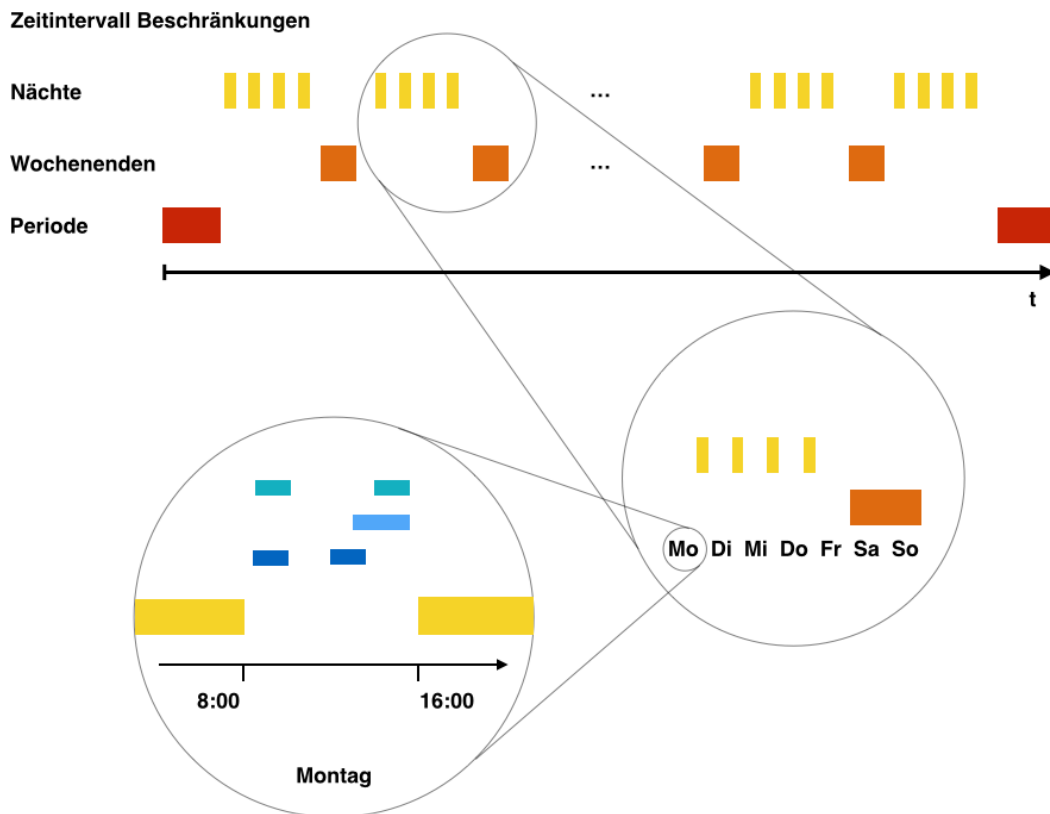 Zeitintervall Beschränkungen
Nächte
...
Wochenenden
...
Periode
t
Mo Di Mi Do Fr Sa So
8:00 16:00
Montag